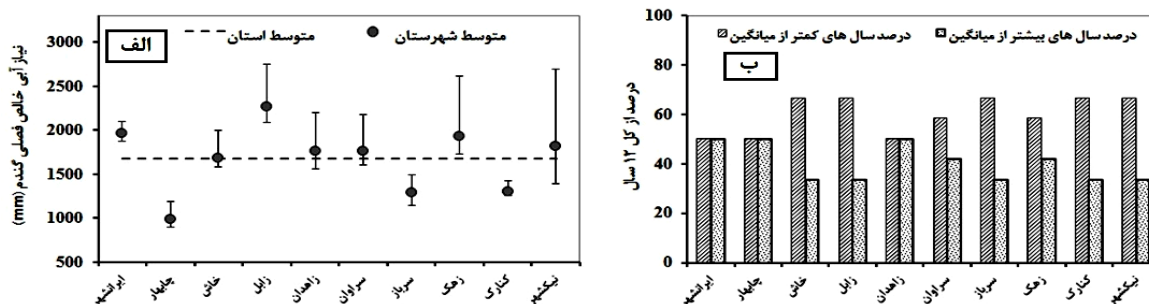 الف
متوسط شهرستان
متوسط استان
نیاز آبی خالص فصلی گندم (mm)
3000
2500
2000
1500
1000
500
ایرانشهر
چابهار
خاش
زابل
زاهدان
سراوان
سرباز
زهک
کنارک
نیکشهر
ب
درصد سال های کمتر از میانگین
درصد سال های بیشتر از میانگین
درصد از کل ۱۲ سال
100
80
60
40
20
0
ایرانشهر
چابهار
خاش
زابل
زاهدان
سراوان
سرباز
زهک
کنارک
نیکشهر